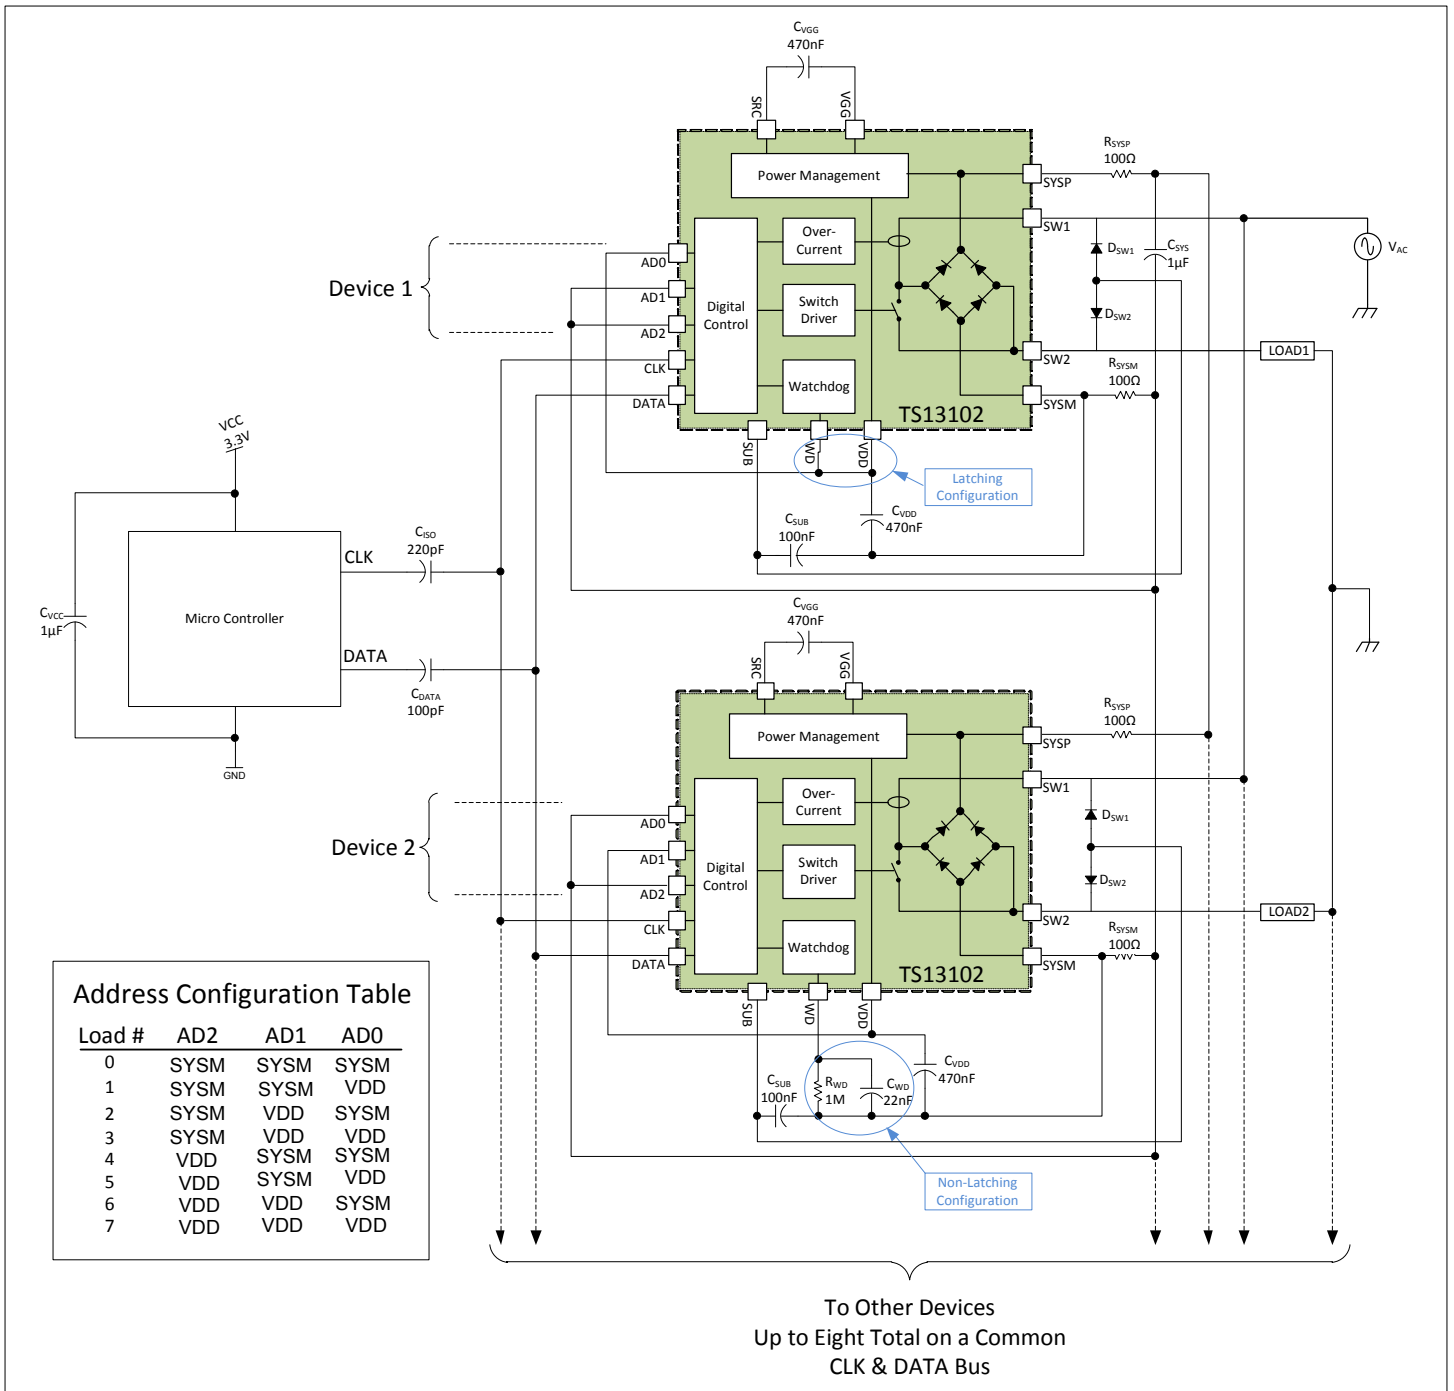 CVGG
470nF
SRC
VGG
Power Management
RSYSP
100Ω
SYSP
SW1
Over-
Current
DSW1
CSYS
1µF
VAC
Device 1
AD0
AD1
AD2
CLK
DATA
Digital
Control
Switch
Driver
DSW2
SW2
LOAD1
RSYSM
100Ω
Watchdog
SYSM
TS13102
SUB
WD
VDD
Latching
Configuration
CSUB
100nF
CVDD
470nF
VCC
3.3V
CISO
220pF
CLK
CVCC
1µF
Micro Controller
DATA
CDATA
100pF
GND
CVGG
470nF
SRC
VGG
Power Management
RSYSP
100Ω
SYSP
SW1
Over-
Current
DSW1
Device 2
AD0
AD1
AD2
CLK
DATA
Digital
Control
Switch
Driver
DSW2
SW2
LOAD2
RSYSM
100Ω
Watchdog
SYSM
TS13102
SUB
WD
VDD
CSUB
100nF
RWD
1M
CWD
22nF
CVDD
470nF
Non-Latching
Configuration
Address Configuration Table
Load # AD2 AD1 AD0
0 SYSM SYSM SYSM
1 SYSM SYSM VDD
2 SYSM VDD SYSM
3 SYSM VDD VDD
4 VDD SYSM SYSM
5 VDD SYSM VDD
6 VDD VDD SYSM
7 VDD VDD VDD
To Other Devices
Up to Eight Total on a Common
CLK & DATA Bus